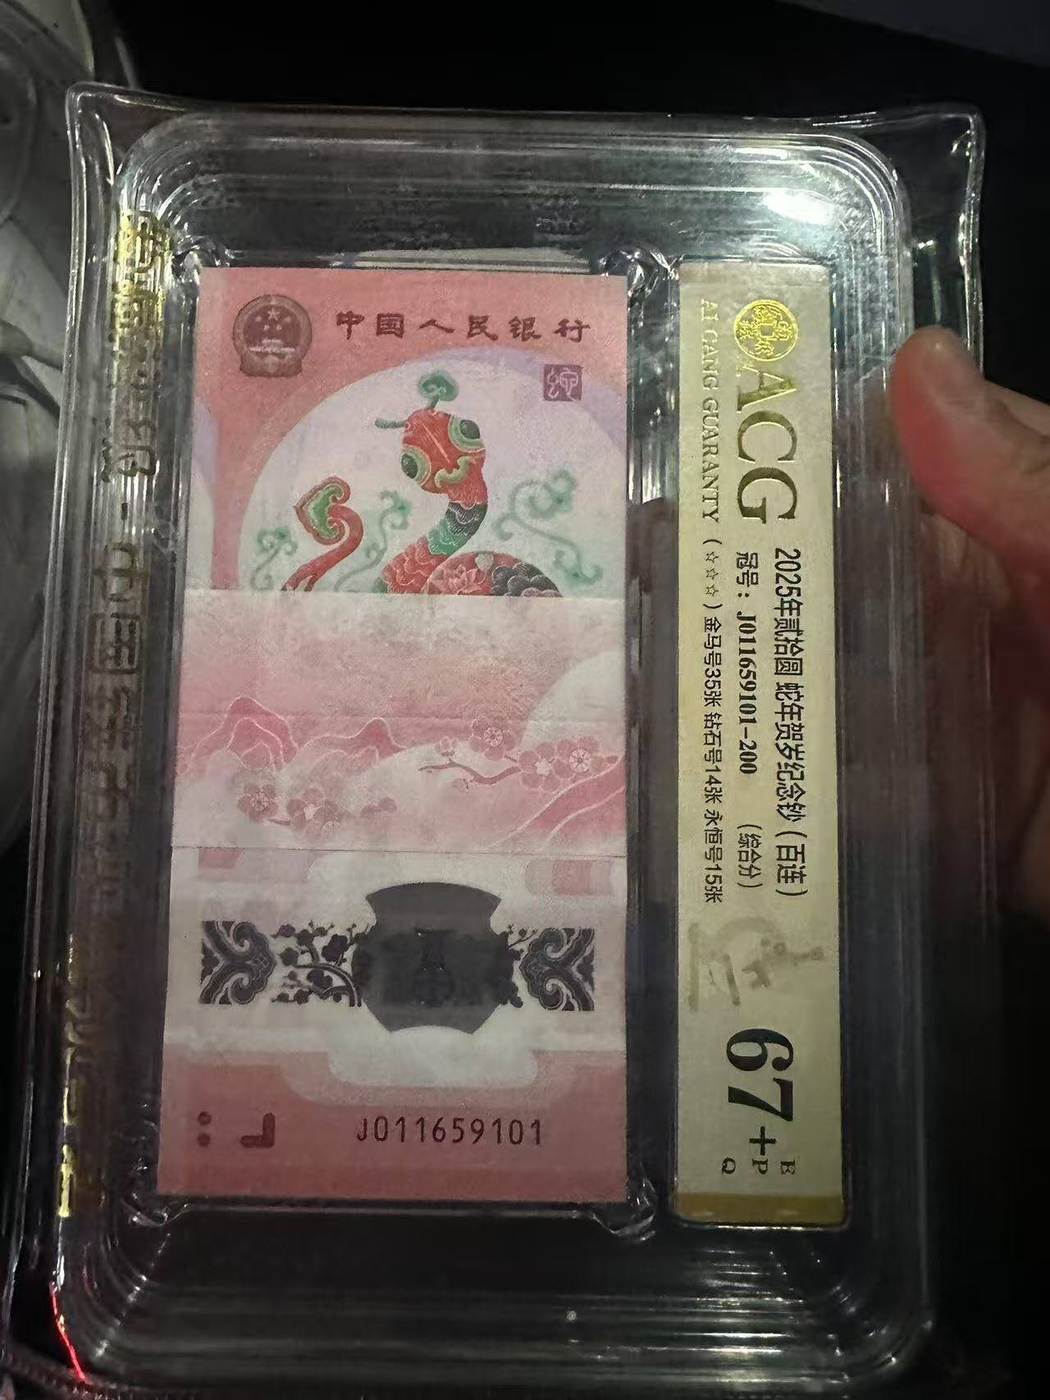 中国人民银行
J011659101
ACG
AI CANG GUARANTY
2025年贰拾圆 蛇年贺岁纪念钞(百连)
冠号:J011659101-200 (综合分)
(☆☆☆)金马号35张 钻石号14张 永恒号15张
67+
E
P
Q